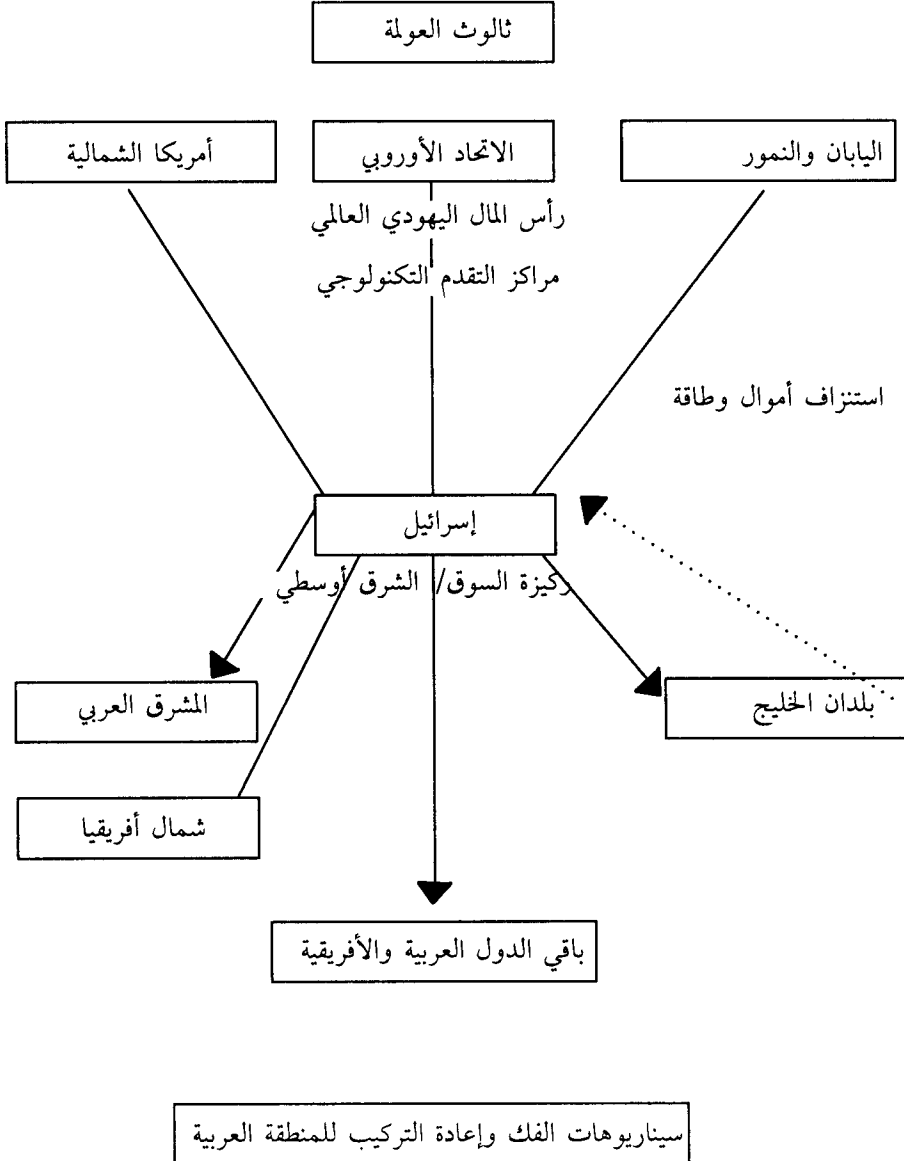 ثالوث العولمة
اليابان والنمور
الاتحاد الأوروبي
أمريكا الشمالية
رأس المال اليهودي العالمي
مراكز التقدم التكنولوجي
استنزاف أموال وطاقة
إسرائيل
ركيزة السوق/ الشرق أوسطي
بلدان الخليج
المشرق العربي
شمال أفريقيا
باقي الدول العربية والأفريقية
سيناريوهات الفك وإعادة التركيب للمنطقة العربية